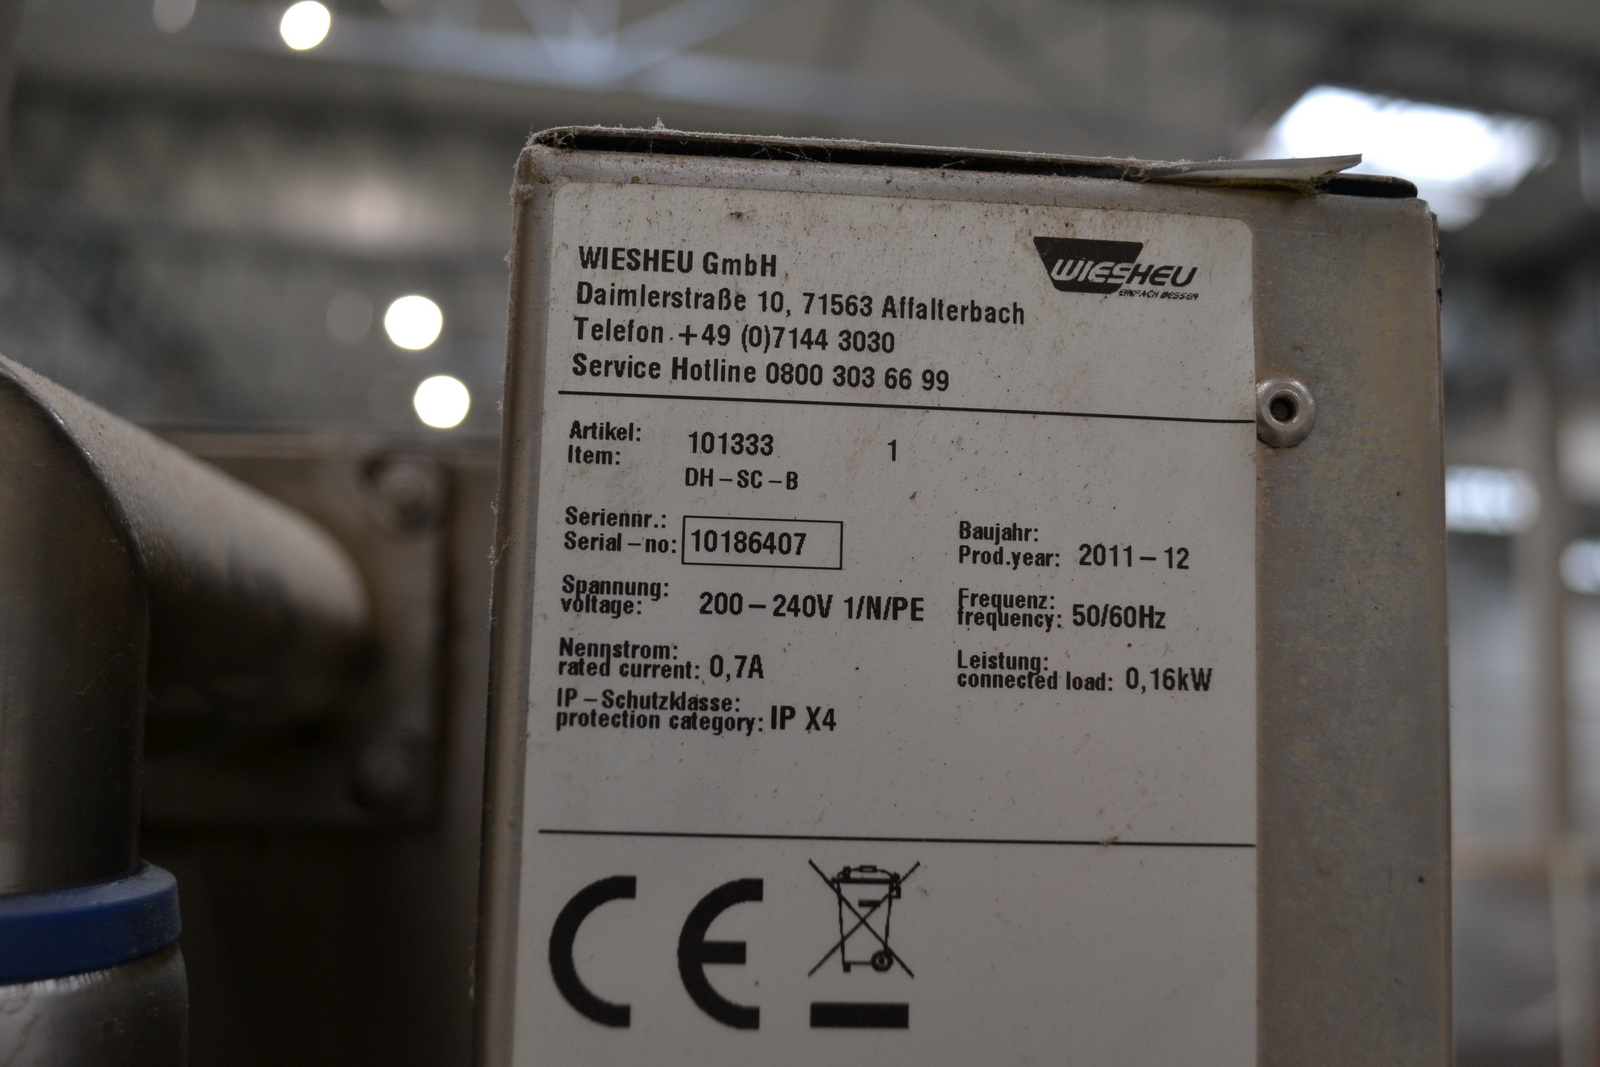 WIESHEU GmbH
Daimlerstraße 10, 71563 Affalterbach
Telefon +49 (0)7144 3030
Service Hotline 0800 303 66 99
WIESHEU
EINFACH BESSER
Artikel:
Item: 101333 1
DH-SC-B
Seriennr.:
Serial-no: 10186407
Baujahr:
Prod.year: 2011-12
Spannung:
voltage: 200-240V 1/N/PE
Frequenz:
frequency: 50/60Hz
Nennstrom:
rated current: 0,7A
Leistung:
connected load: 0,16kW
IP-Schutzklasse:
protection category: IP X4
CE